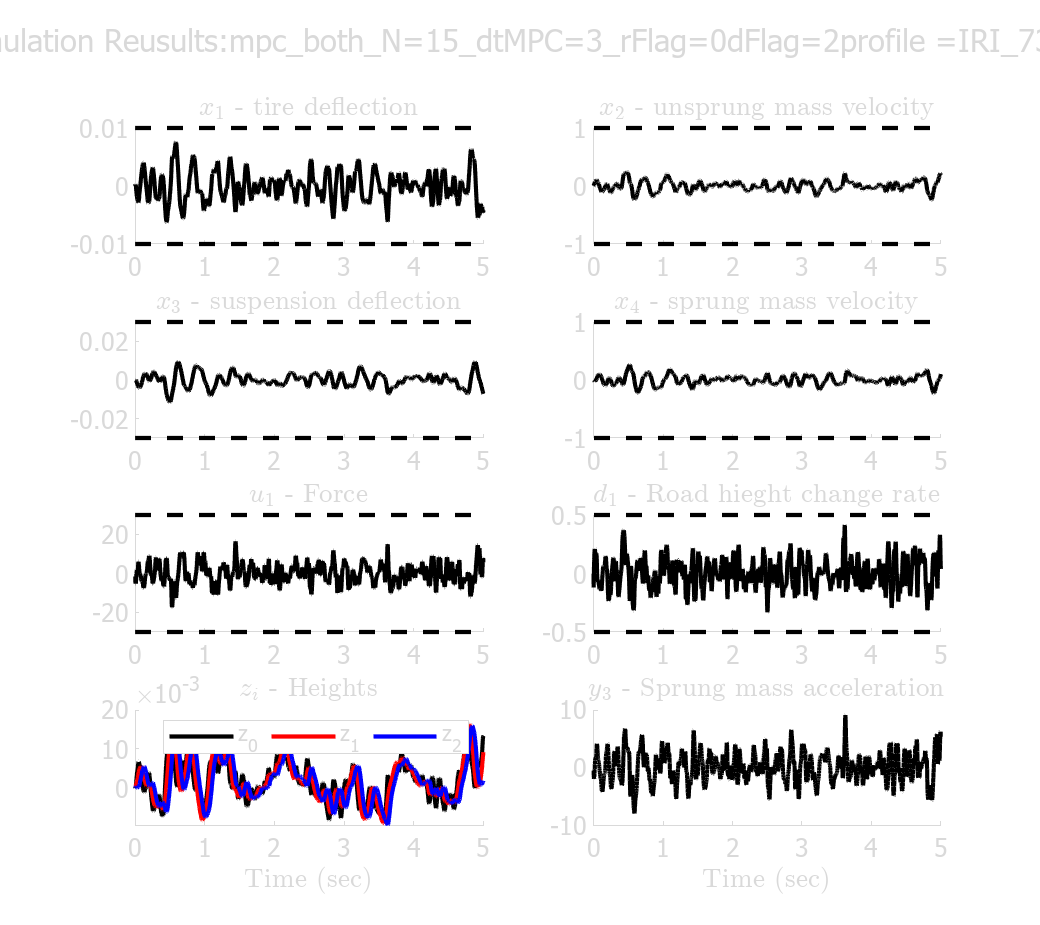 ulation Reusults:mpc_both_N=15_dtMPC=3_rFlag=0dFlag=2profile =IRI_73
x₁ - tire deflection
x₂ - unsprung mass velocity
0.01
0
-0.01
0 1 2 3 4 5
1
0
-1
0 1 2 3 4 5
x₃ - suspension deflection
x₄ - sprung mass velocity
0.02
0
-0.02
0 1 2 3 4 5
1
0
-1
0 1 2 3 4 5
u₁ - Force
d₁ - Road hieght change rate
20
0
-20
0 1 2 3 4 5
0.5
0
-0.5
0 1 2 3 4 5
×10⁻³
zᵢ - Heights
y₃ - Sprung mass acceleration
20
10
0
z₀ z₁ z₂
0 1 2 3 4 5
Time (sec)
10
0
-10
0 1 2 3 4 5
Time (sec)